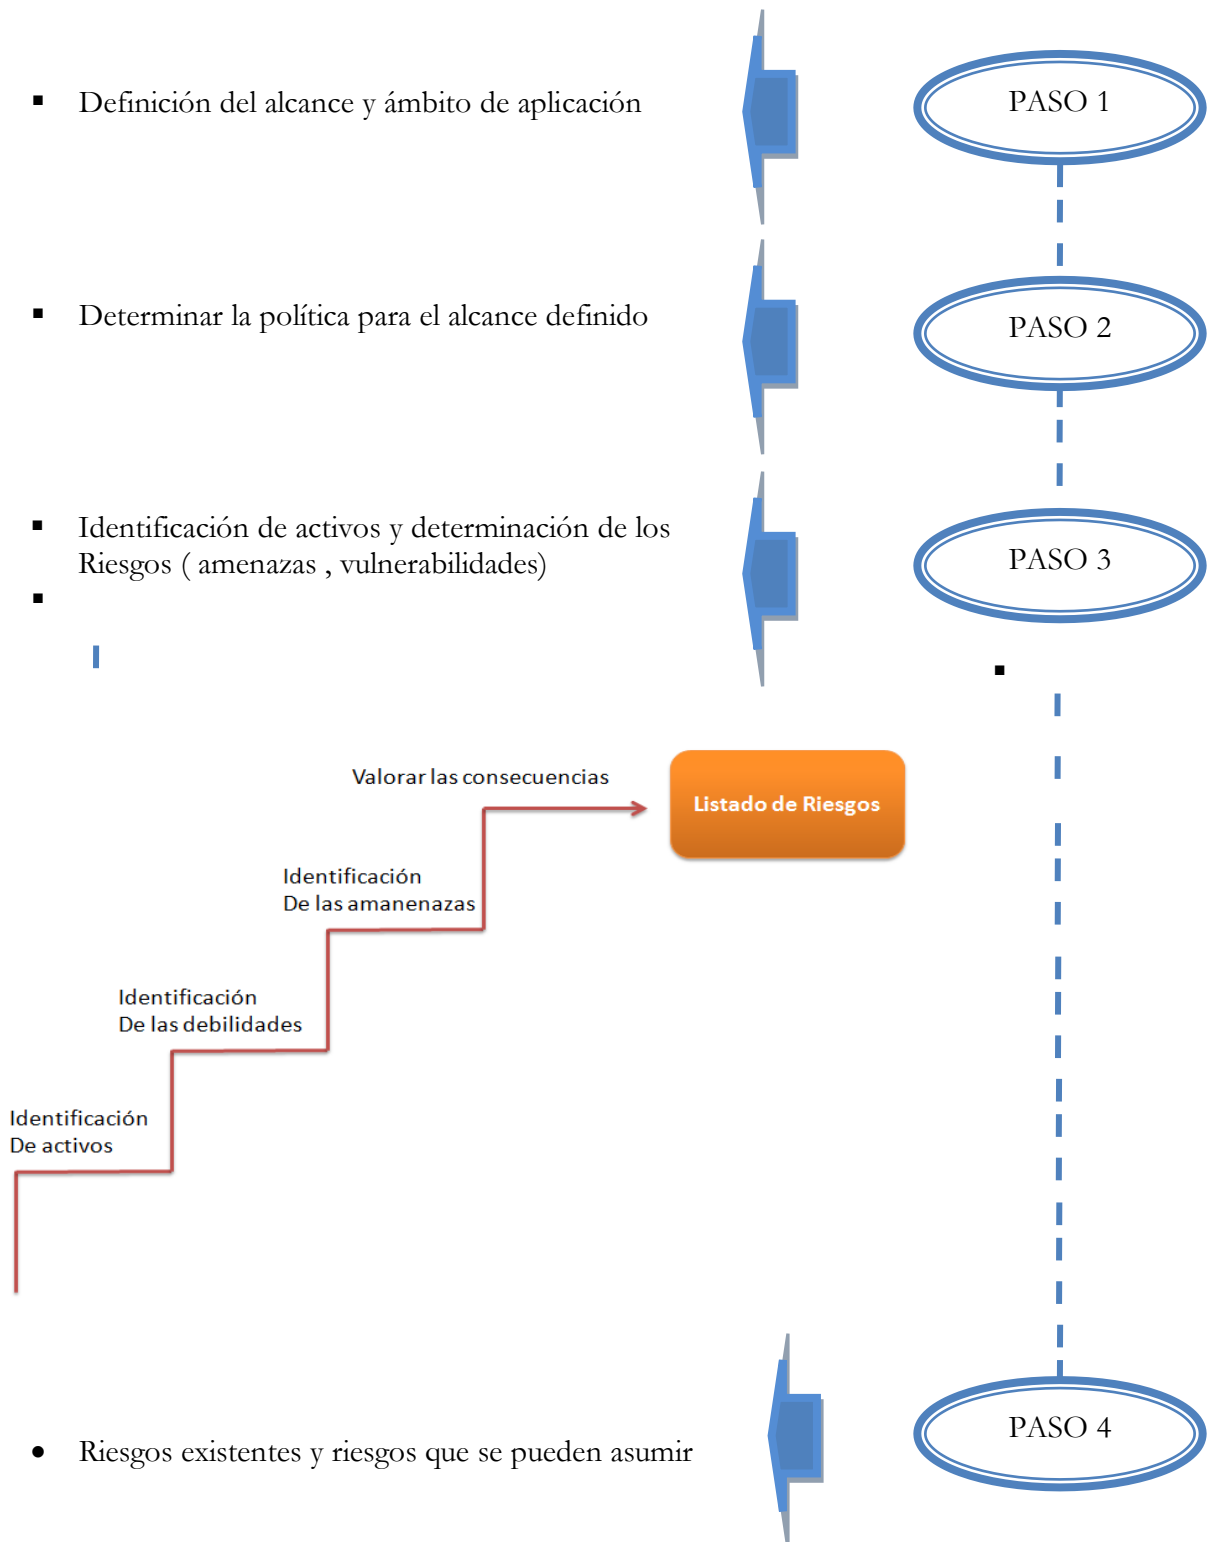 ▪ Definición del alcance y ámbito de aplicación
PASO 1
▪ Determinar la política para el alcance definido
PASO 2
▪ Identificación de activos y determinación de los
Riesgos ( amenazas , vulnerabilidades)
PASO 3
▪
▪
Valorar las consecuencias
Listado de Riesgos
Identificación
De las amanenazas
Identificación
De las debilidades
Identificación
De activos
• Riesgos existentes y riesgos que se pueden asumir
PASO 4